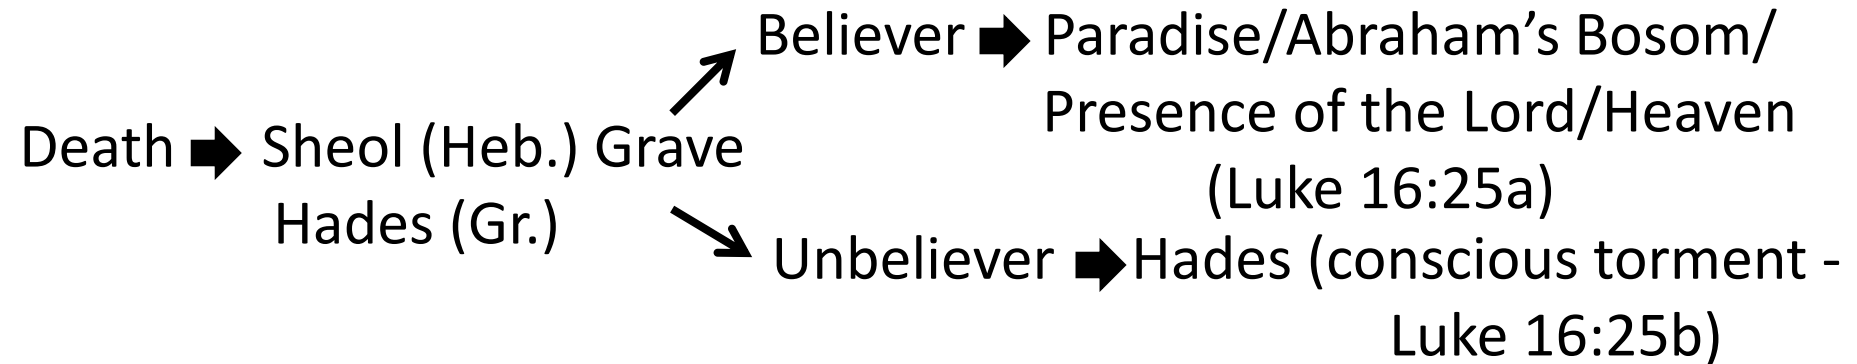 Believer ➡ Paradise/Abraham’s Bosom/
Presence of the Lord/Heaven
(Luke 16:25a)
Death ➡ Sheol (Heb.) Grave
Hades (Gr.)
Unbeliever ➡ Hades (conscious torment -
Luke 16:25b)